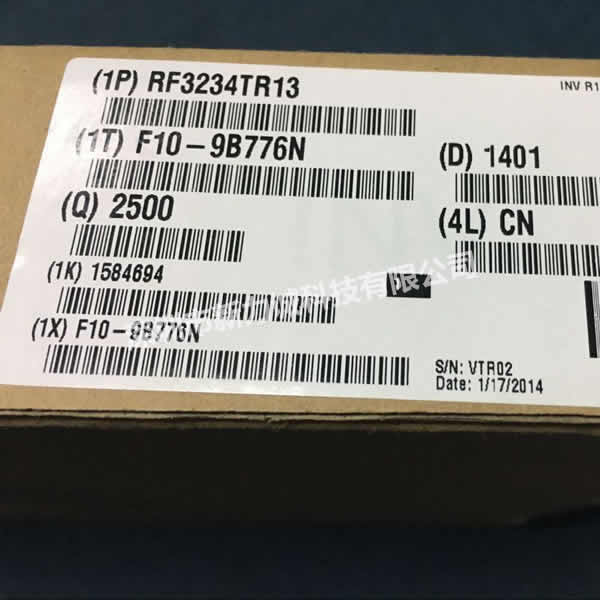 (1P) RF3234TR13
INV R1
(1T) F10-9B776N
(D) 1401
(Q) 2500
(4L) CN
(1K) 1584694
(1X) F10-9B776N
科技有限公司
S/N: VTR02
Date: 1/17/2014